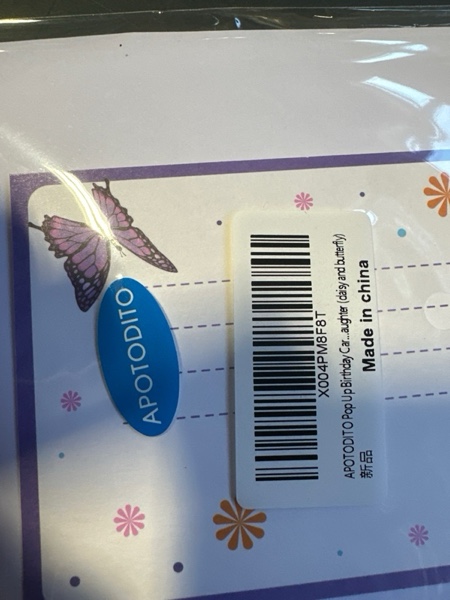 APOTODITO
X004PM8F8T
APOTODITO Pop Up Birthday Car...aughter (daisy and butterfly)
新品
Made in china